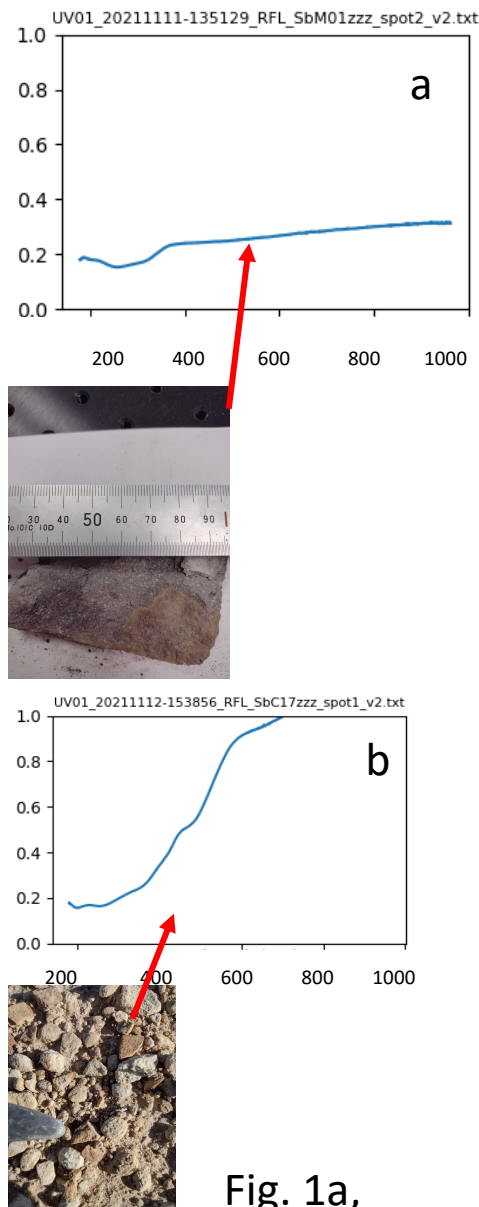 UV01_20211111-135129_RFL_SbM01zzz_spot2_v2.txt
1.0
a
0.8
0.6
0.4
0.2
0.0
200 400 600 800 1000
30 40 50 60 70 80 90
101C 10D
UV01_20211112-153856_RFL_SbC17zzz_spot1_v2.txt
1.0
b
0.8
0.6
0.4
0.2
0.0
200 400 600 800 1000
Fig. 1a,